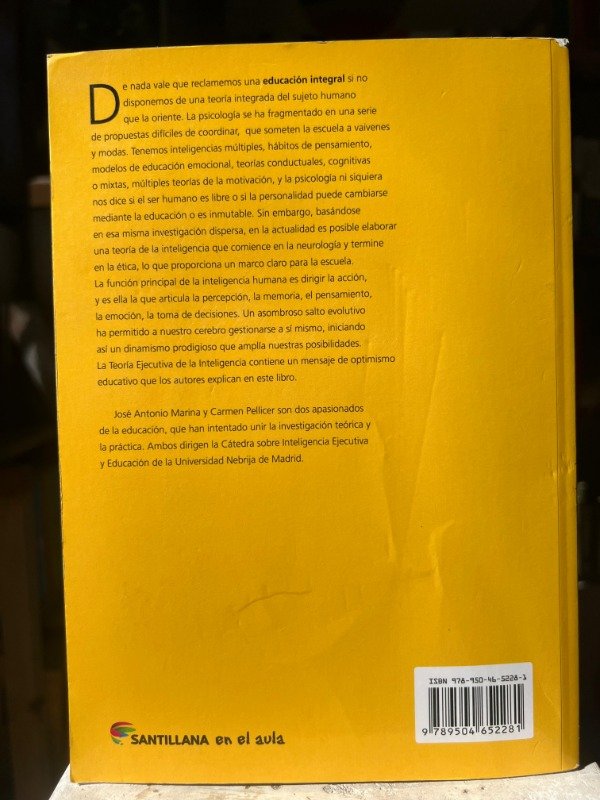 De nada vale que reclamemos una educación integral si no
disponemos de una teoría integrada del sujeto humano
que la oriente. La psicología se ha fragmentado en una serie
de propuestas difíciles de coordinar, que someten la escuela a vaivenes
y modas. Tenemos inteligencias múltiples, hábitos de pensamiento,
modelos de educación emocional, teorías conductuales, cognitivas
o mixtas, múltiples teorías de la motivación, y la psicología ni siquiera
nos dice si el ser humano es libre o si la personalidad puede cambiarse
mediante la educación o es inmutable. Sin embargo, basándose
en esa misma investigación dispersa, en la actualidad es posible elaborar
una teoría de la inteligencia que comience en la neurología y termine
en la ética, lo que proporciona un marco claro para la escuela.
La función principal de la inteligencia humana es dirigir la acción,
y es ella la que articula la percepción, la memoria, el pensamiento,
la emoción, la toma de decisiones. Un asombroso salto evolutivo
ha permitido a nuestro cerebro gestionarse a sí mismo, iniciando
así un dinamismo prodigioso que amplía nuestras posibilidades.
La Teoría Ejecutiva de la Inteligencia contiene un mensaje de optimismo
educativo que los autores explican en este libro.
José Antonio Marina y Carmen Pellicer son dos apasionados
de la educación, que han intentado unir la investigación teórica y
la práctica. Ambos dirigen la Cátedra sobre Inteligencia Ejecutiva
y Educación de la Universidad Nebrija de Madrid.
ISBN 978-950-46-5228-1
9 789504 652281
SANTILLANA en el aula